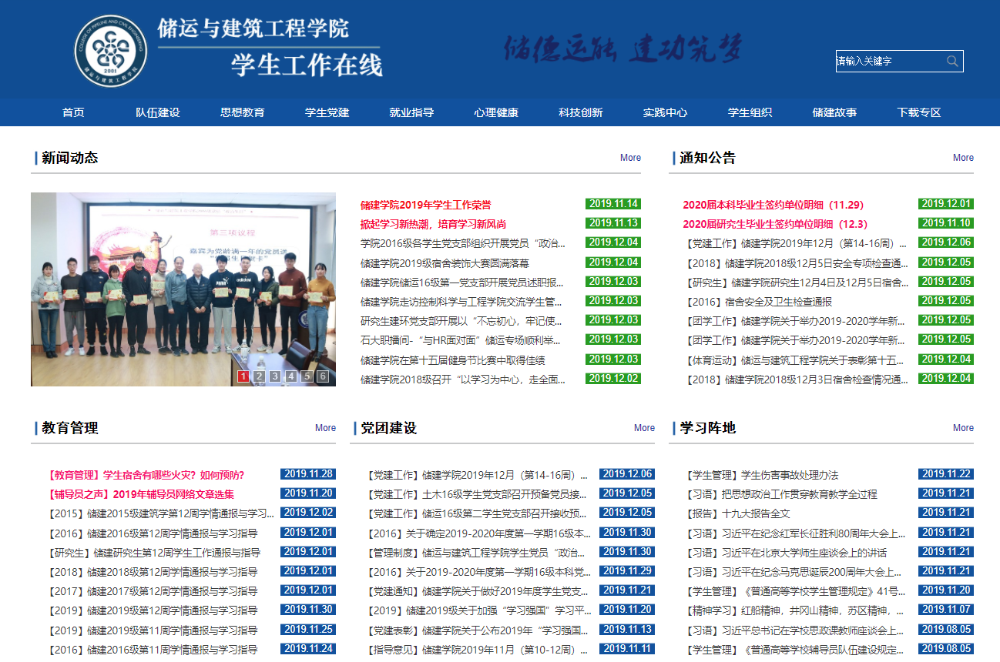 COLLEGE OF PIPELINE AND CIVIL ENGINEERING
2001
储运与建筑工程学院
储运与建筑工程学院
学生工作在线
储德运能 建功筑梦
请输入关键字
首页 队伍建设 思想教育 学生党建 就业指导 心理健康 科技创新 实践中心 学生组织 储建故事 下载专区
新闻动态 More
第三项议程
嘉宾为党龄满一年的党员送
adidas
1 2 3 4 5 6
储建学院2019年学生工作荣誉 2019.11.14
掀起学习新热潮，培育学习新风尚 2019.11.13
学院2016级各学生党支部组织开展党员“政治... 2019.12.04
储建学院2019级宿舍装饰大赛圆满落幕 2019.12.04
储建学院储运16级第一党支部开展党员述职报... 2019.12.03
储建学院走访控制科学与工程学院交流学生管... 2019.12.03
研究生建环党支部开展以“不忘初心，牢记使... 2019.12.03
石大职播间-“与HR面对面”储运专场顺利举... 2019.12.03
储建学院在第十五届健身节比赛中取得佳绩 2019.12.03
储建学院2018级召开“以学习为中心，走全面... 2019.12.02
通知公告 More
2020届本科毕业生签约单位明细（11.29） 2019.12.01
2020届研究生毕业生签约单位明细（12.3） 2019.11.10
【党建工作】储建学院2019年12月（第14-16周）... 2019.12.06
【2018】储建学院2018级12月5日安全专项检查通... 2019.12.05
【研究生】储建学院研究生12月4日及12月5日宿舍... 2019.12.05
【2016】宿舍安全及卫生检查通报 2019.12.05
【团学工作】储建学院关于举办2019-2020学年新... 2019.12.05
【团学工作】储建学院关于举办2019-2020学年新... 2019.12.05
【体育运动】储运与建筑工程学院关于表彰第十五... 2019.12.04
【2018】储建学院2018级12月3日宿舍检查情况通... 2019.12.04
教育管理 More
【教育管理】学生宿舍有哪些火灾？如何预防？ 2019.11.28
【辅导员之声】2019年辅导员网络文章选集 2019.11.20
【2015】储建2015级建筑学第12周学情通报与学习... 2019.12.02
【2016】储建2016级第12周学情通报与学习指导 2019.12.01
【研究生】储建研究生第12周学生工作通报与指导 2019.12.01
【2018】储建2018级第12周学情通报与学习指导 2019.12.01
【2017】储建2017级第12周学情通报与学习指导 2019.12.01
【2019】储建2019级第12周学情通报与学习指导 2019.11.30
【2019】储建2019级第11周学情通报与学习指导 2019.11.25
【2016】储建2016级第11周学情通报与学习指导 2019.11.24
党团建设 More
【党建工作】储建学院2019年12月（第14-16周）... 2019.12.06
【党建工作】土木16级学生党支部召开预备党员接... 2019.12.05
【党建工作】储运16级第二学生党支部召开接收预... 2019.12.05
【2016】关于确定2019-2020年度第一学期16级本... 2019.11.30
【管理制度】储运与建筑工程学院学生党员“政治... 2019.11.30
【2016】关于2019-2020年度第一学期16级本科党... 2019.11.29
【党建通知】储建学院关于做好2019年度学生党支... 2019.11.21
【2019】储建2019级关于加强“学习强国”学习平... 2019.11.20
【党建表彰】储建学院关于公布2019年“学习强国... 2019.11.13
【指导意见】储建学院2019年11月（第10-12周）... 2019.11.11
学习阵地 More
【学生管理】学生伤害事故处理办法 2019.11.22
【习语】把思想政治工作贯穿教育教学全过程 2019.11.21
【报告】十九大报告全文 2019.11.21
【习语】习近平在纪念红军长征胜利80周年大会上... 2019.11.21
【习语】习近平在北京大学师生座谈会上的讲话 2019.11.21
【习语】习近平在纪念马克思诞辰200周年大会上... 2019.11.21
【学生管理】《普通高等学校学生管理规定》41号... 2019.11.20
【精神学习】红船精神，井冈山精神，苏区精神，... 2019.11.07
【习语】习近平总书记在学校思政课教师座谈会上... 2019.08.05
【学生管理】《普通高等学校辅导员队伍建设规定... 2019.08.05